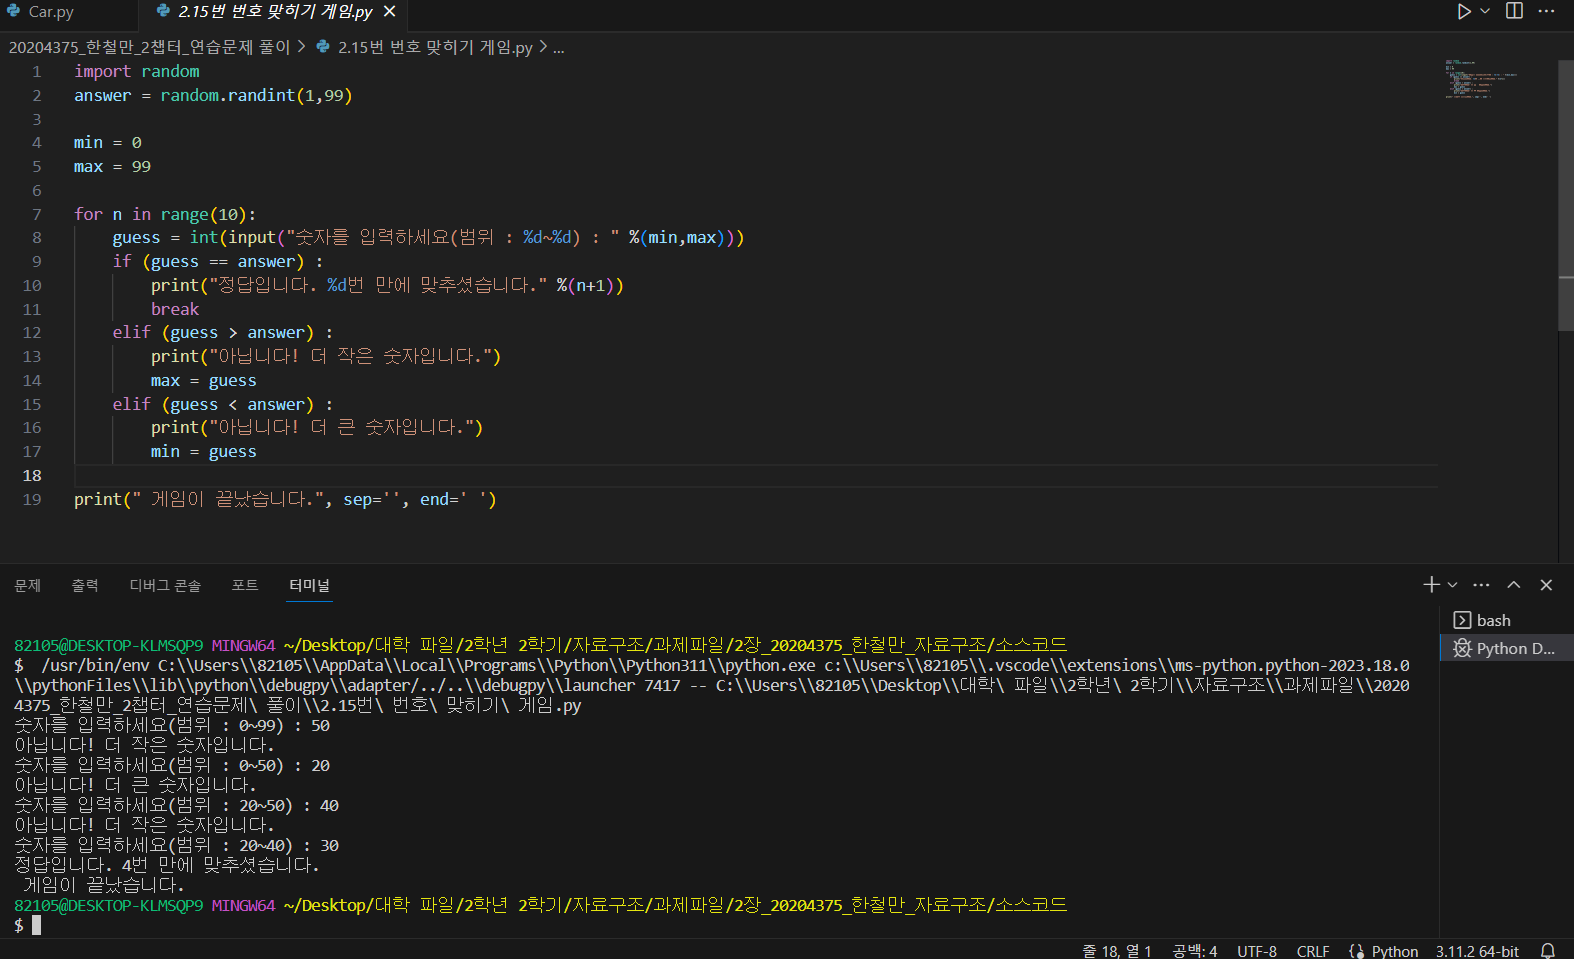 Car.py
2.15번 번호 맞히기 게임.py
20204375_한철만_2챕터_연습문제 풀이 > 2.15번 번호 맞히기 게임.py > ...
1 import random
2 answer = random.randint(1,99)
3
4 min = 0
5 max = 99
6
7 for n in range(10):
8 guess = int(input("숫자를 입력하세요(범위 : %d~%d) : " %(min,max)))
9 if (guess == answer) :
10 print("정답입니다. %d번 만에 맞추셨습니다." %(n+1))
11 break
12 elif (guess > answer) :
13 print("아닙니다! 더 작은 숫자입니다.")
14 max = guess
15 elif (guess < answer) :
16 print("아닙니다! 더 큰 숫자입니다.")
17 min = guess
18
19 print(" 게임이 끝났습니다.", sep='', end=' ')
문제 출력 디버그 콘솔 포트 터미널
bash
Python D...
82105@DESKTOP-KLMSQP9 MINGW64 ~/Desktop/대학 파일/2학년 2학기/자료구조/과제파일/2장_20204375_한철만_자료구조/소스코드
$ /usr/bin/env C:\\Users\\82105\\AppData\\Local\\Programs\\Python\\Python311\\python.exe c:\\Users\\82105\\.vscode\\extensions\\ms-python.python-2023.18.0
\\pythonFiles\\lib\\python\\debugpy\\adapter/../..\\debugpy\\launcher 7417 -- C:\\Users\\82105\\Desktop\\대학\ 파일\\2학년\ 2학기\\자료구조\\과제파일\\2020
4375_한철만_2챕터_연습문제\ 풀이\\2.15번\ 번호\ 맞히기\ 게임.py
숫자를 입력하세요(범위 : 0~99) : 50
아닙니다! 더 작은 숫자입니다.
숫자를 입력하세요(범위 : 0~50) : 20
아닙니다! 더 큰 숫자입니다.
숫자를 입력하세요(범위 : 20~50) : 40
아닙니다! 더 작은 숫자입니다.
숫자를 입력하세요(범위 : 20~40) : 30
정답입니다. 4번 만에 맞추셨습니다.
게임이 끝났습니다.
82105@DESKTOP-KLMSQP9 MINGW64 ~/Desktop/대학 파일/2학년 2학기/자료구조/과제파일/2장_20204375_한철만_자료구조/소스코드
$
줄 18, 열 1 공백: 4 UTF-8 CRLF Python 3.11.2 64-bit